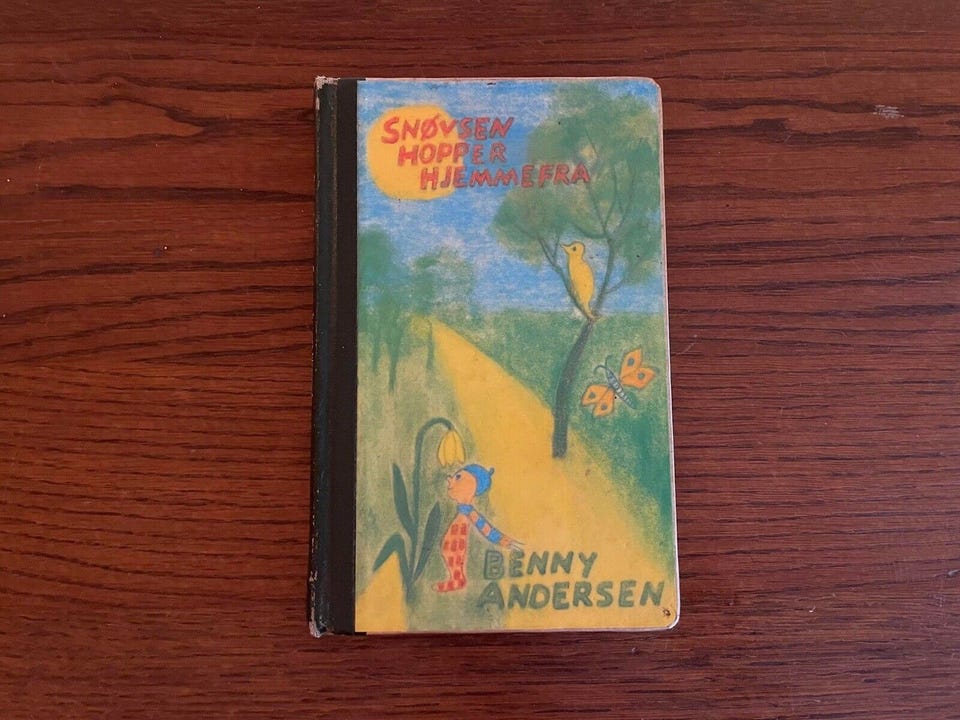 SNØVSEN
HOPPER
HJEMMEFRA
BENNY
ANDERSEN